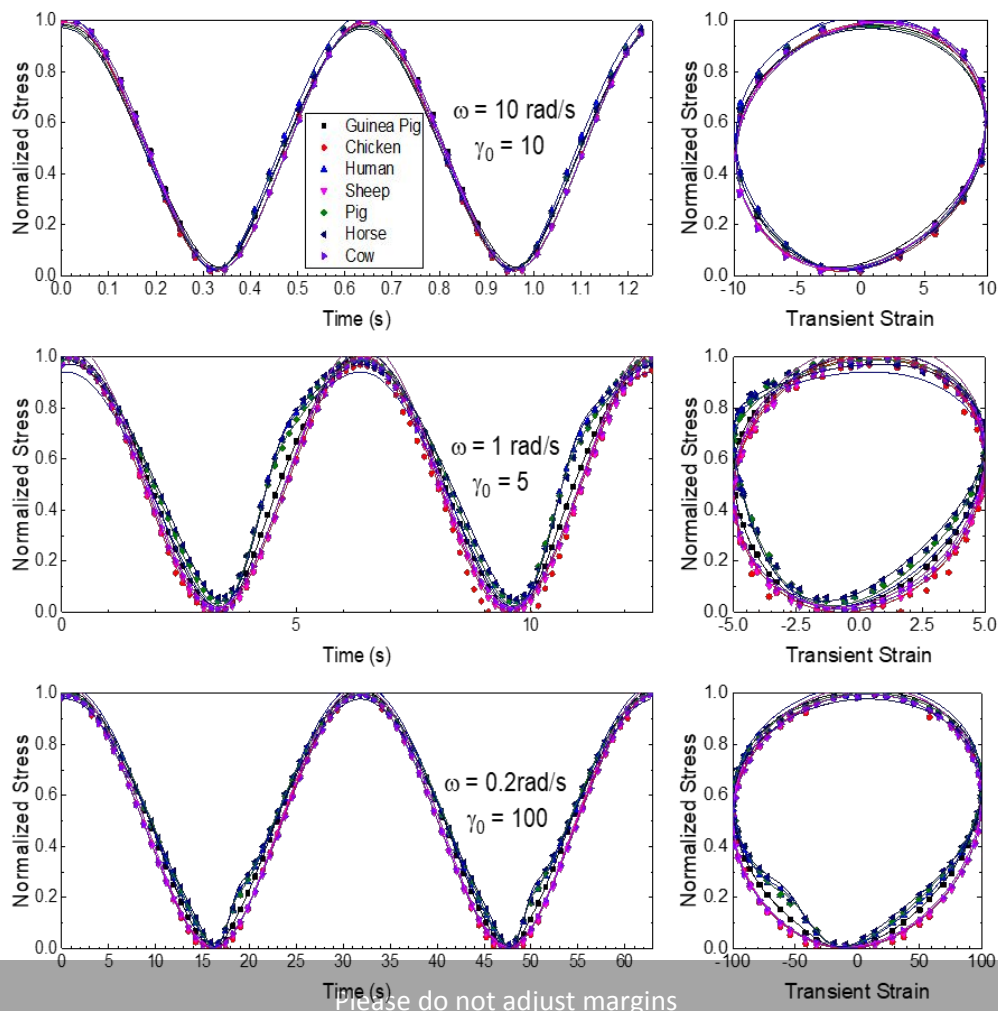 Normalized Stress
1.0
0.8
0.6
0.4
0.2
0.0
0.0 0.1 0.2 0.3 0.4 0.5 0.6 0.7 0.8 0.9 1.0 1.1 1.2
Time (s)
ω = 10 rad/s
γ0 = 10
Guinea Pig
Chicken
Human
Sheep
Pig
Horse
Cow
Normalized Stress
1.0
0.8
0.6
0.4
0.2
0.0
-10 -5 0 5 10
Transient Strain
Normalized Stress
1.0
0.8
0.6
0.4
0.2
0.0
0 5 10
Time (s)
ω = 1 rad/s
γ0 = 5
Normalized Stress
1.0
0.8
0.6
0.4
0.2
0.0
-5.0 -2.5 0.0 2.5 5.0
Transient Strain
Normalized Stress
1.0
0.8
0.6
0.4
0.2
0.0
0 5 10 15 20 25 30 35 40 45 50 55 60
Time (s)
ω = 0.2rad/s
γ0 = 100
Normalized Stress
1.0
0.8
0.6
0.4
0.2
0.0
-100 -50 0 50 100
Transient Strain
Please do not adjust margins